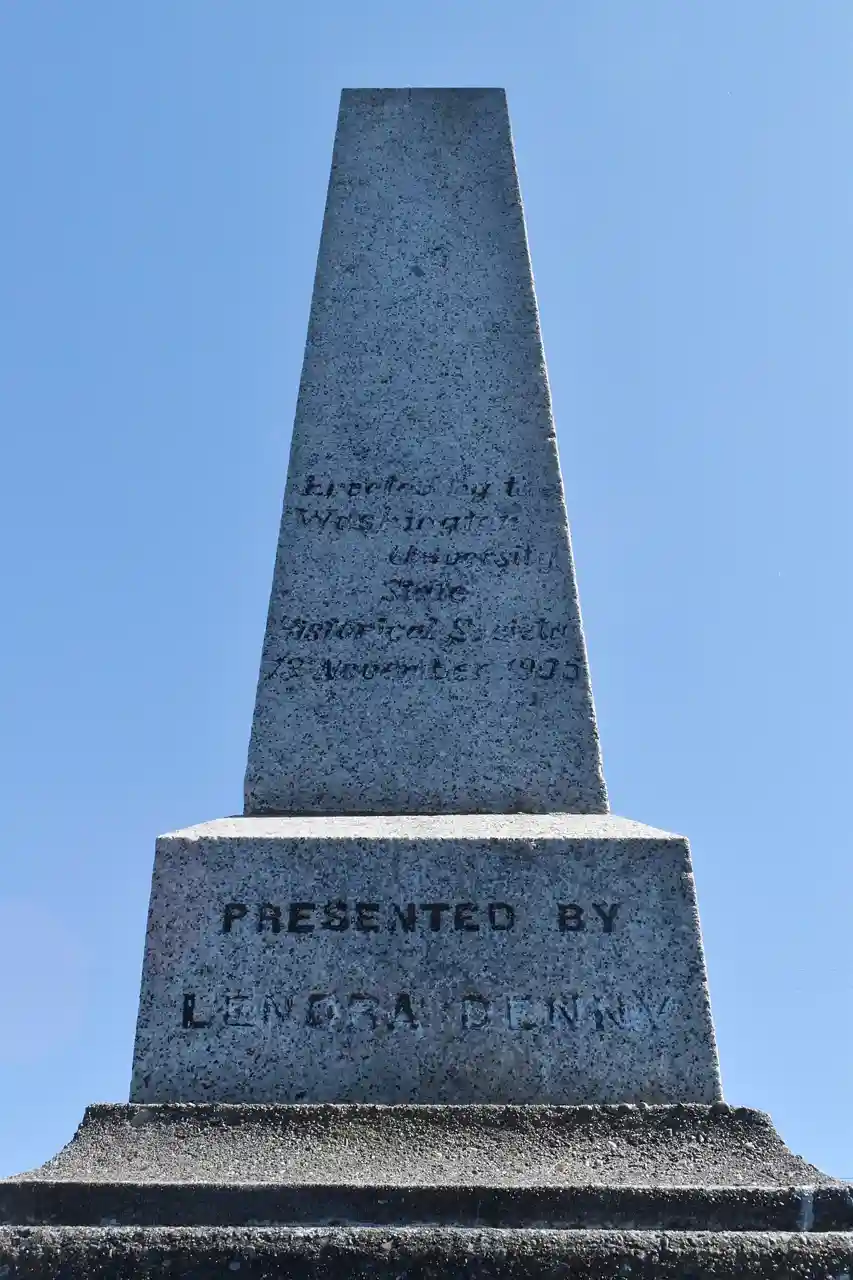 Erected by the
Washington
University
State
Historical Society
13 November 1905
PRESENTED BY
LENORA DENNY